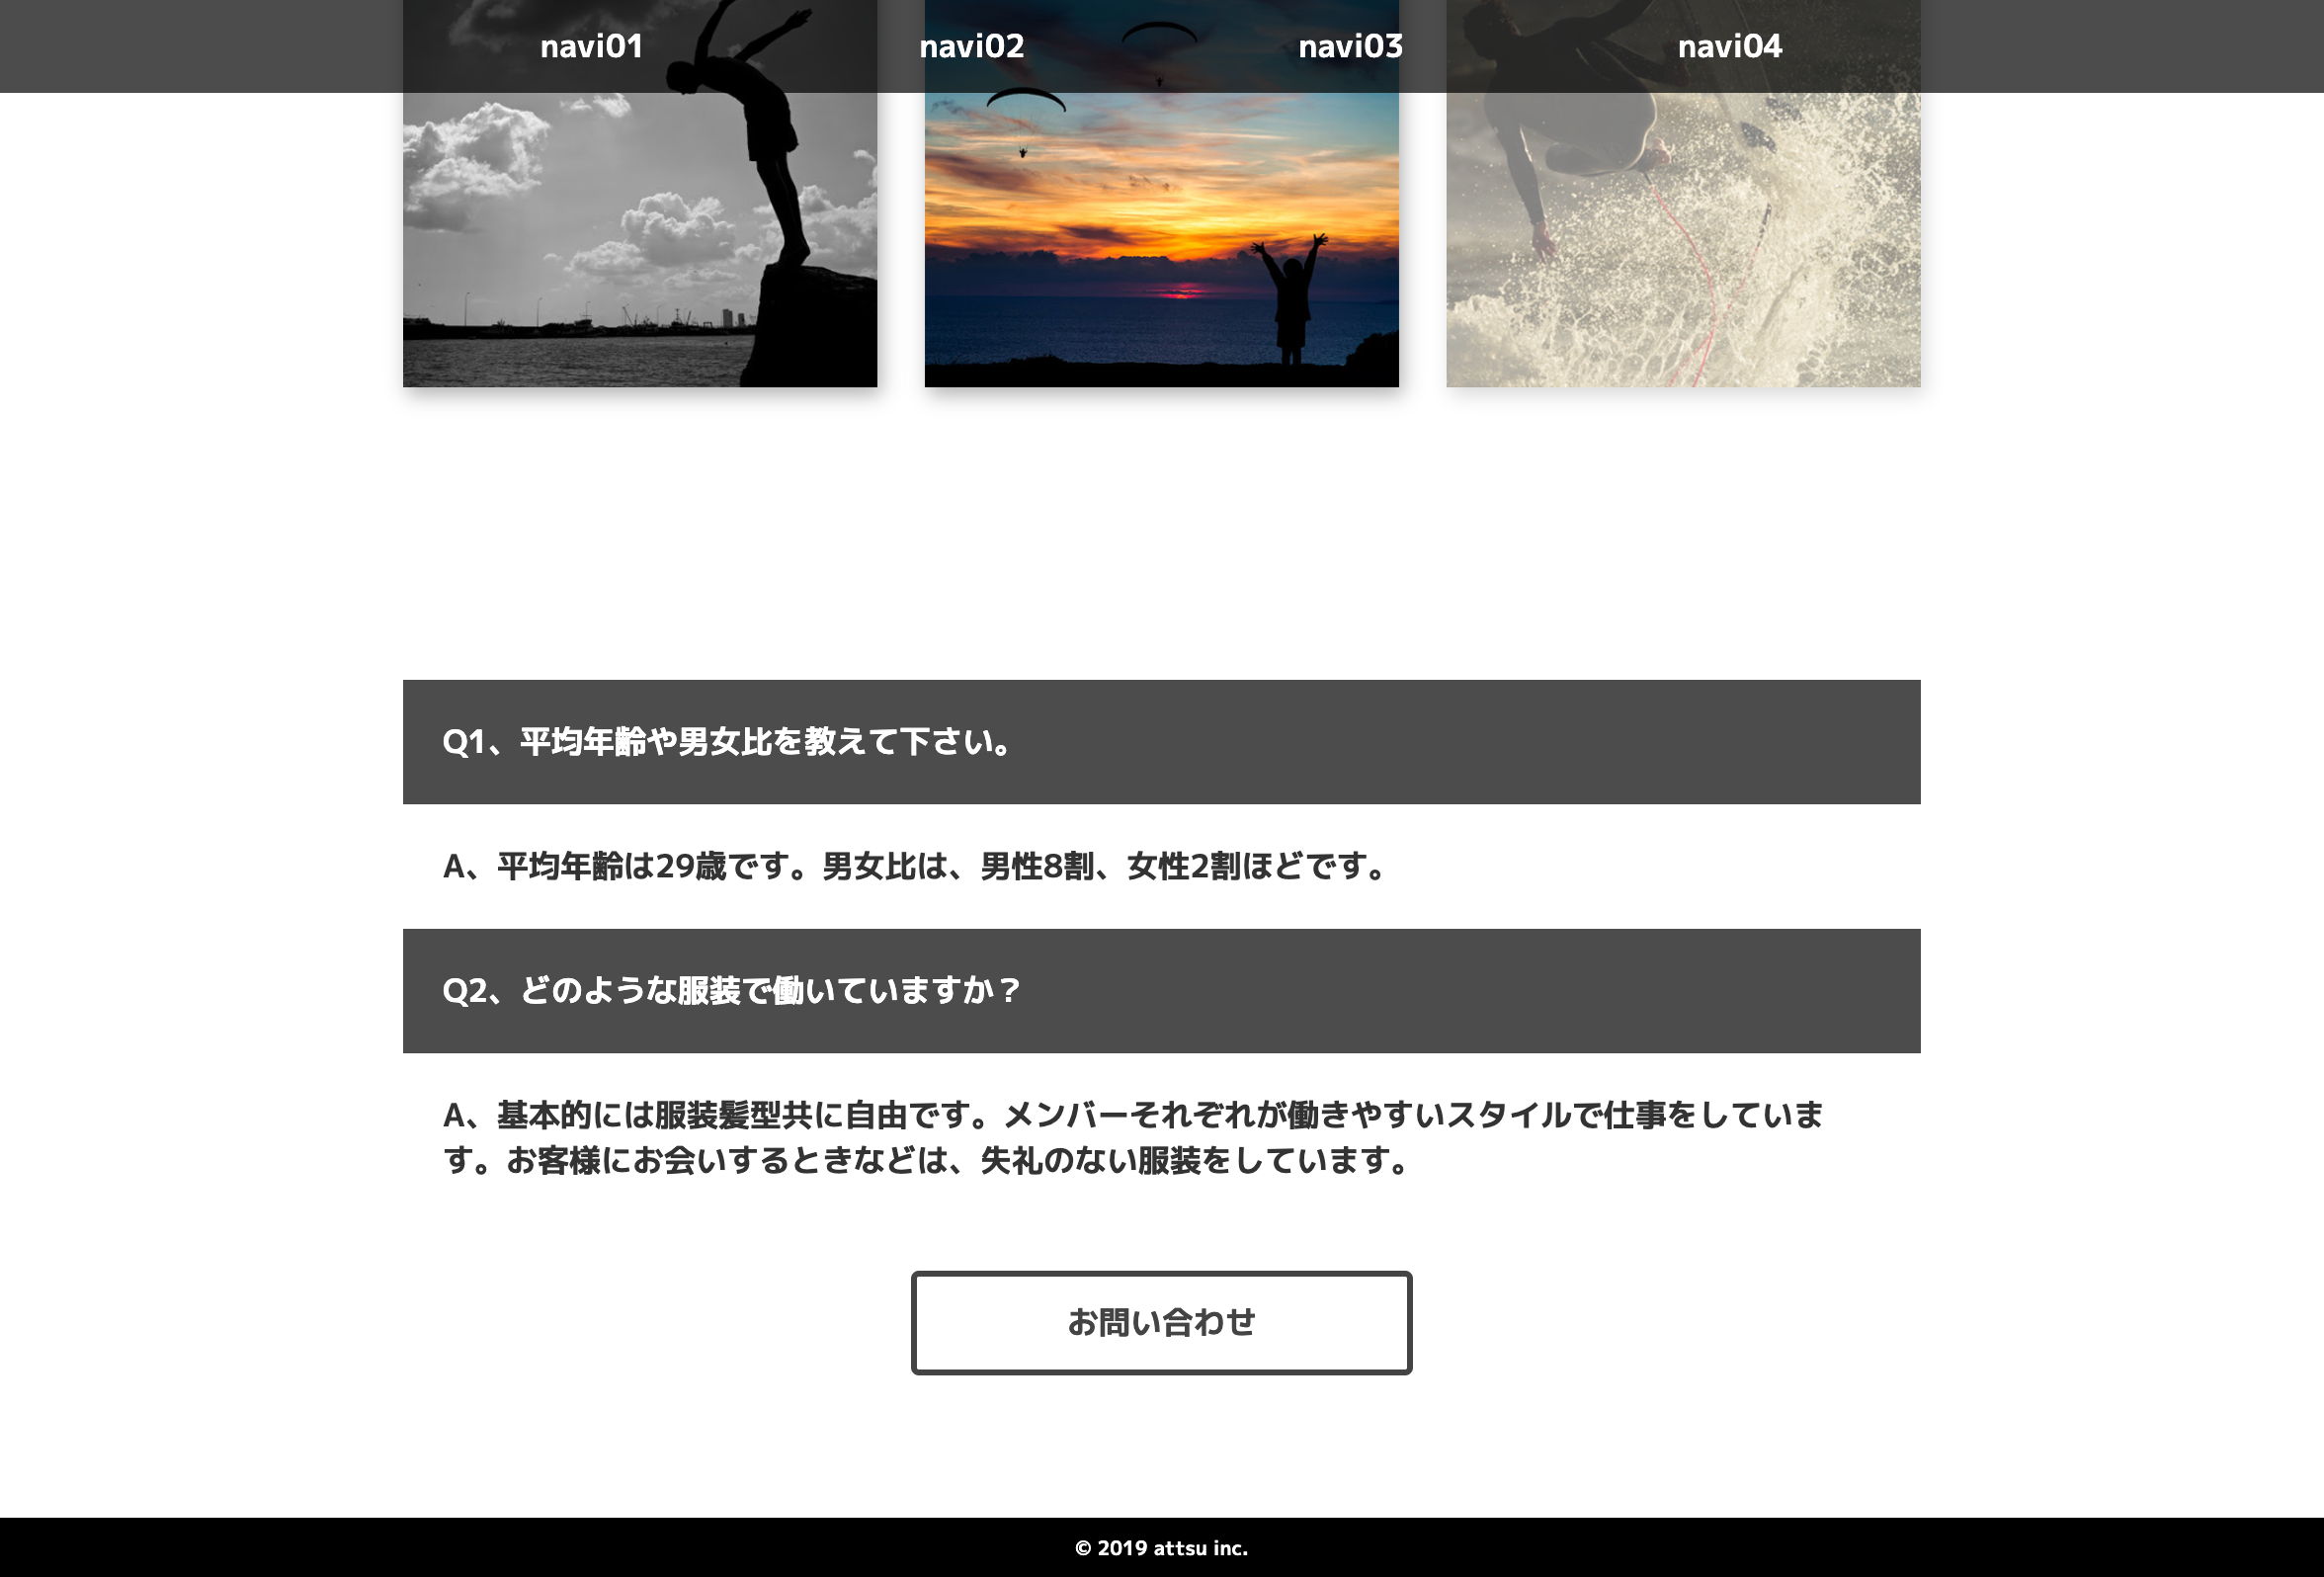 navi01 navi02 navi03 navi04
Q1、平均年齢や男女比を教えて下さい。
A、平均年齢は29歳です。男女比は、男性8割、女性2割ほどです。
Q2、どのような服装で働いていますか？
A、基本的には服装髪型共に自由です。メンバーそれぞれが働きやすいスタイルで仕事をしていま
す。お客様にお会いするときなどは、失礼のない服装をしています。
お問い合わせ
© 2019 attsu inc.